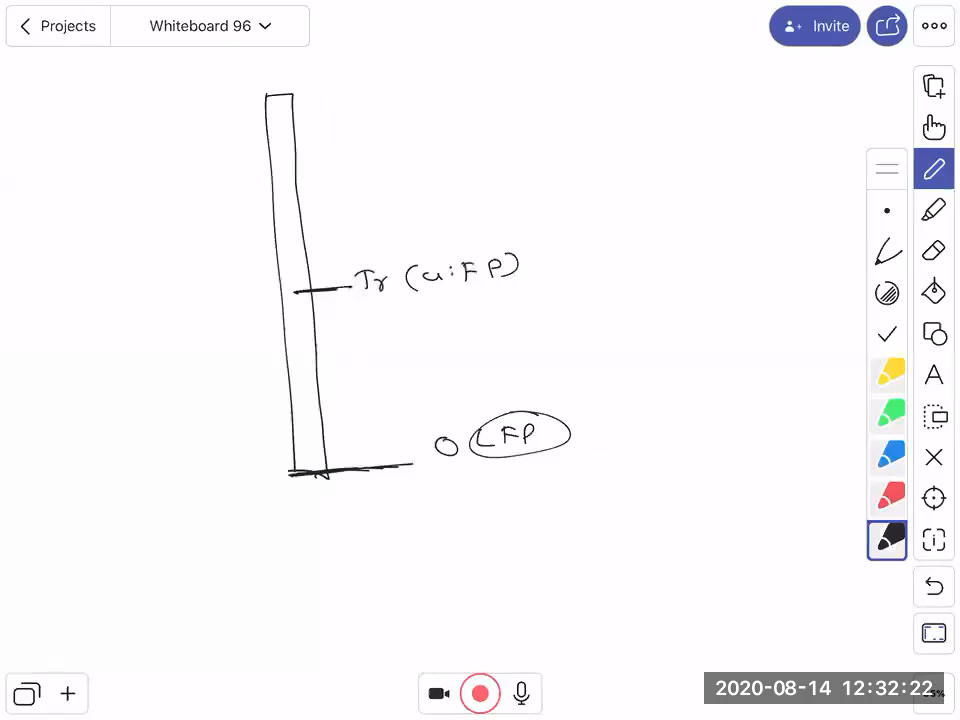 Projects
Whiteboard 96
Invite
Tr (u:FP)
O LFP
A
2020-08-14 12:32:22